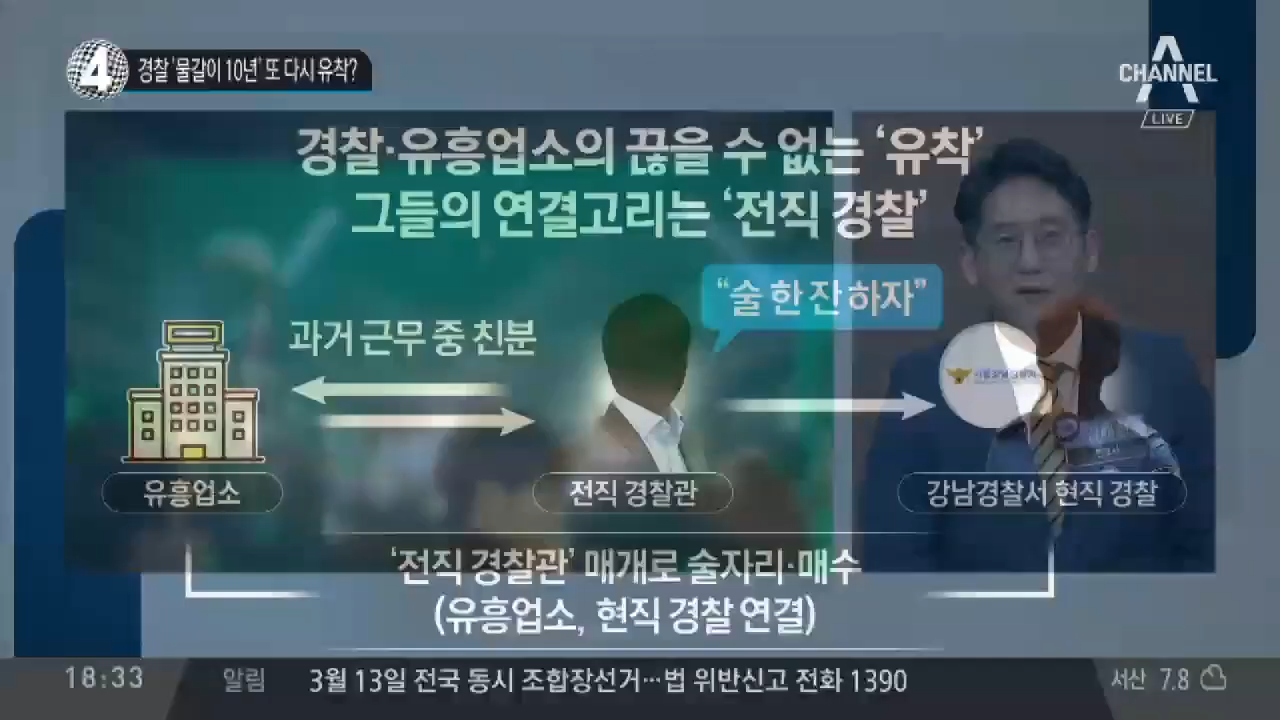 4 경찰 '물갈이 10년' 또 다시 유착?
CHANNEL A
LIVE
경찰·유흥업소의 끊을 수 없는 '유착'
그들의 연결고리는 '전직 경찰'
"술 한 잔 하자"
과거 근무 중 친분
유흥업소
전직 경찰관
강남경찰서 현직 경찰
'전직 경찰관' 매개로 술자리·매수
(유흥업소, 현직 경찰 연결)
18:33 알림 3월 13일 전국 동시 조합장선거…법 위반신고 전화 1390 서산 7.8